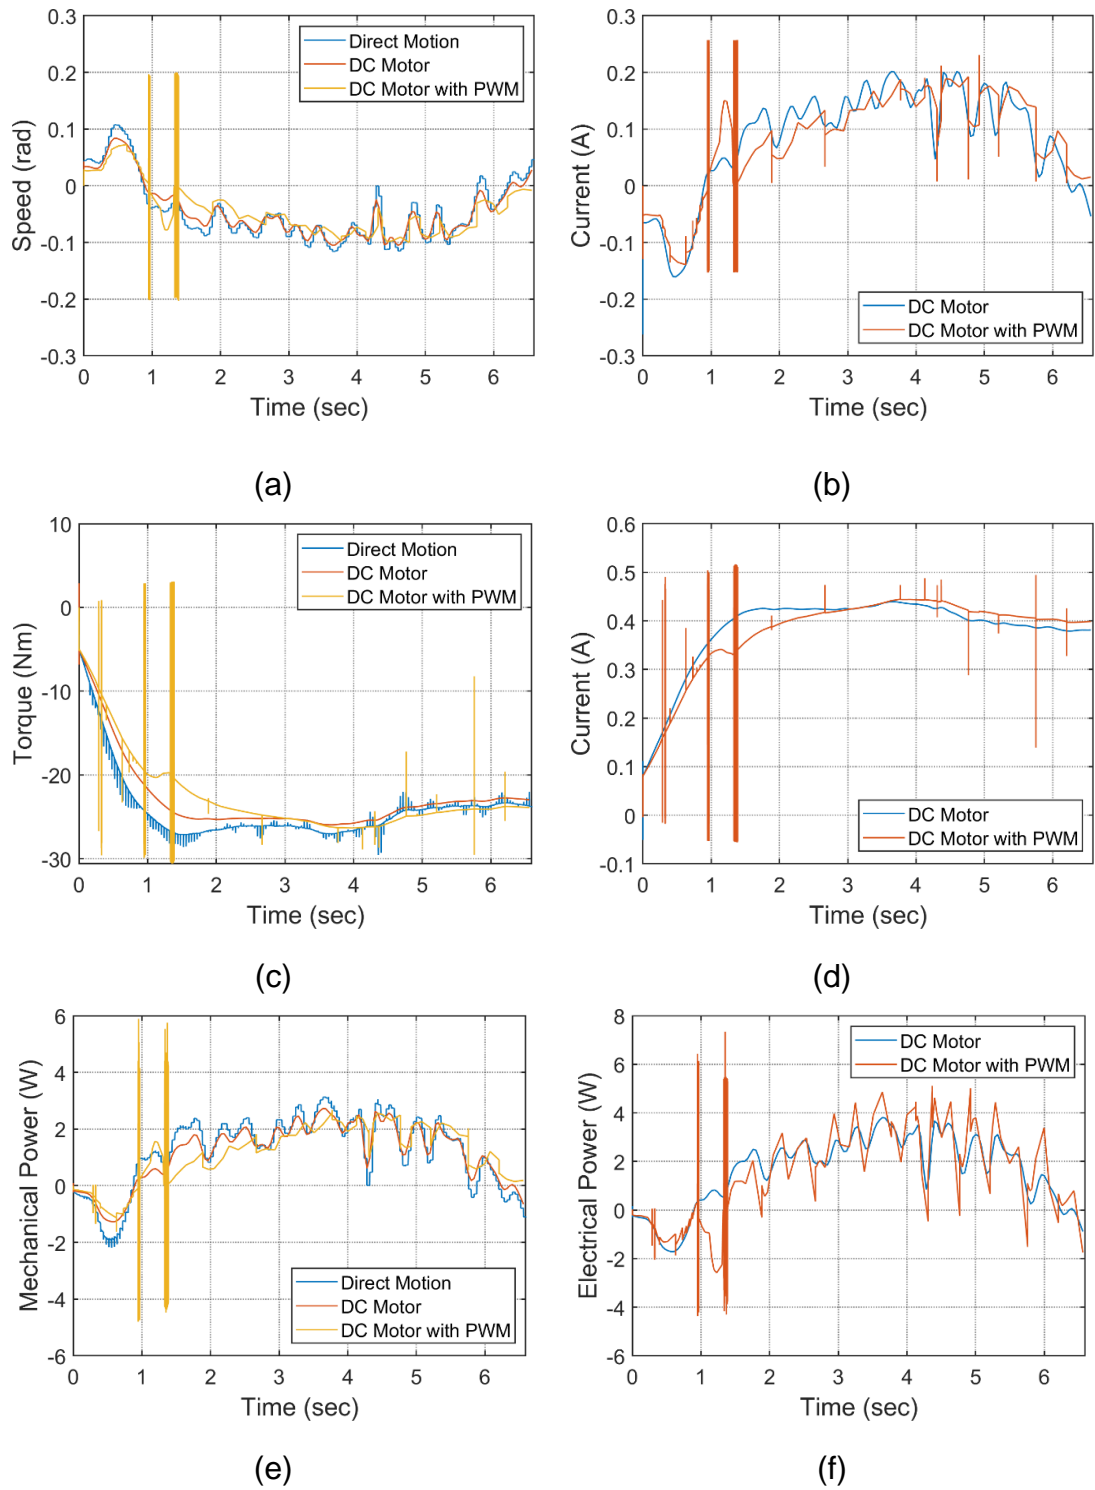 0.3
0.2
0.1
0
-0.1
-0.2
-0.3
Speed (rad)
Direct Motion
DC Motor
DC Motor with PWM
0 1 2 3 4 5 6
Time (sec)
(a)
0.3
0.2
0.1
0
-0.1
-0.2
-0.3
Current (A)
DC Motor
DC Motor with PWM
0 1 2 3 4 5 6
Time (sec)
(b)
10
0
-10
-20
-30
Torque (Nm)
Direct Motion
DC Motor
DC Motor with PWM
0 1 2 3 4 5 6
Time (sec)
(c)
0.6
0.5
0.4
0.3
0.2
0.1
0
-0.1
Current (A)
DC Motor
DC Motor with PWM
0 1 2 3 4 5 6
Time (sec)
(d)
6
4
2
0
-2
-4
-6
Mechanical Power (W)
Direct Motion
DC Motor
DC Motor with PWM
0 1 2 3 4 5 6
Time (sec)
(e)
8
6
4
2
0
-2
-4
-6
Electrical Power (W)
DC Motor
DC Motor with PWM
0 1 2 3 4 5 6
Time (sec)
(f)